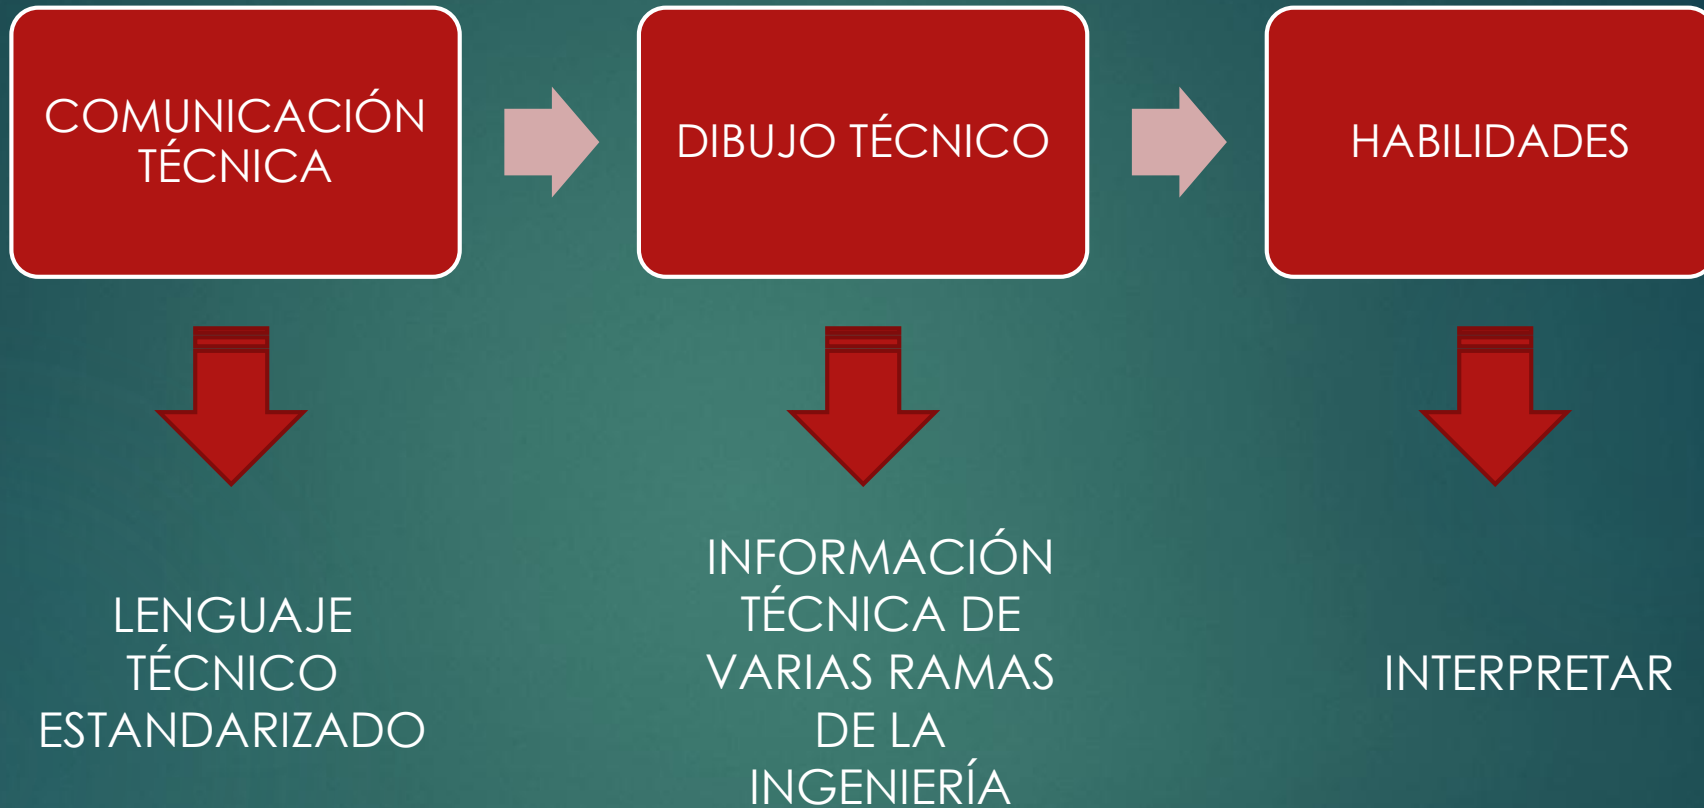 COMUNICACIÓN
TÉCNICA
DIBUJO TÉCNICO
HABILIDADES
LENGUAJE
TÉCNICO
ESTANDARIZADO
INFORMACIÓN
TÉCNICA DE
VARIAS RAMAS
DE LA
INGENIERÍA
INTERPRETAR